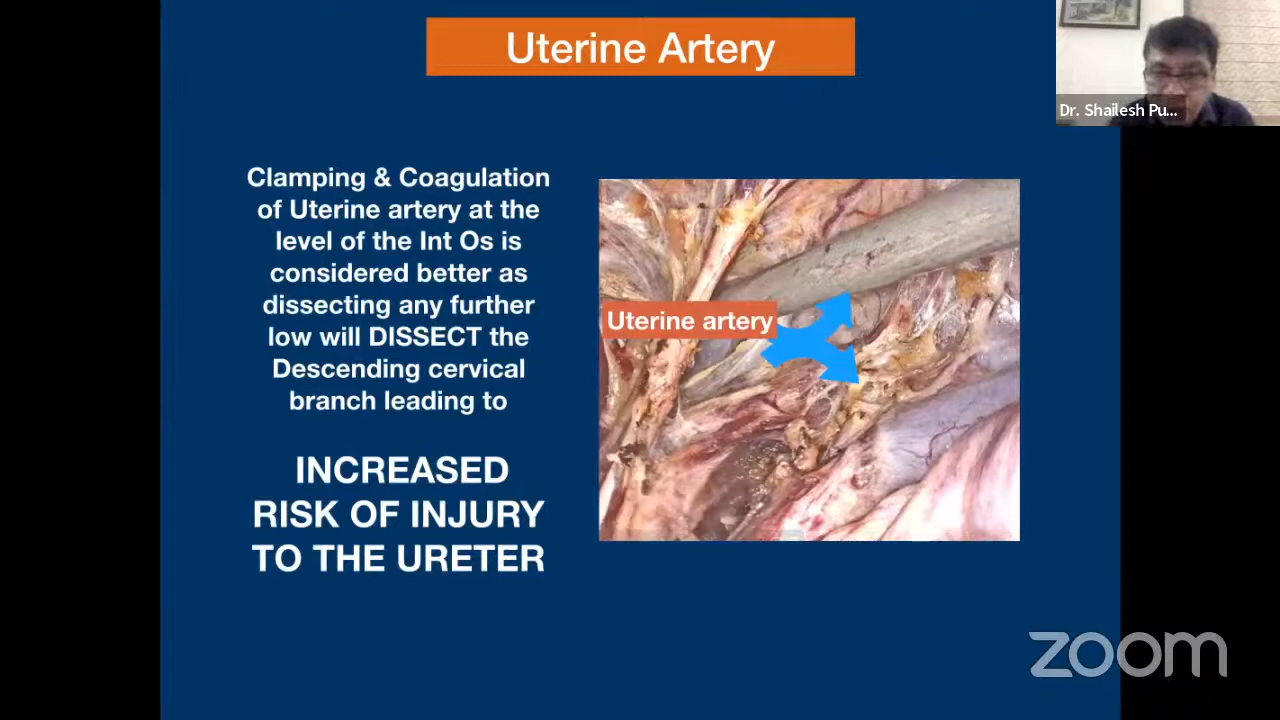 Uterine Artery
Dr. Shailesh Pu...
Clamping & Coagulation
of Uterine artery at the
level of the Int Os is
considered better as
dissecting any further
low will DISSECT the
Descending cervical
branch leading to
INCREASED
RISK OF INJURY
TO THE URETER
Uterine artery
zoom